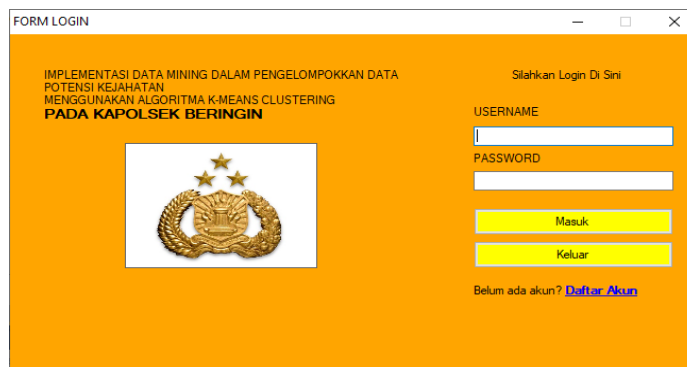 FORM LOGIN
IMPLEMENTASI DATA MINING DALAM PENGELOMPOKKAN DATA
POTENSI KEJAHATAN
MENGGUNAKAN ALGORITMA K-MEANS CLUSTERING
PADA KAPOLSEK BERINGIN
Silahkan Login Di Sini
USERNAME
PASSWORD
Masuk
Keluar
Belum ada akun? Daftar Akun